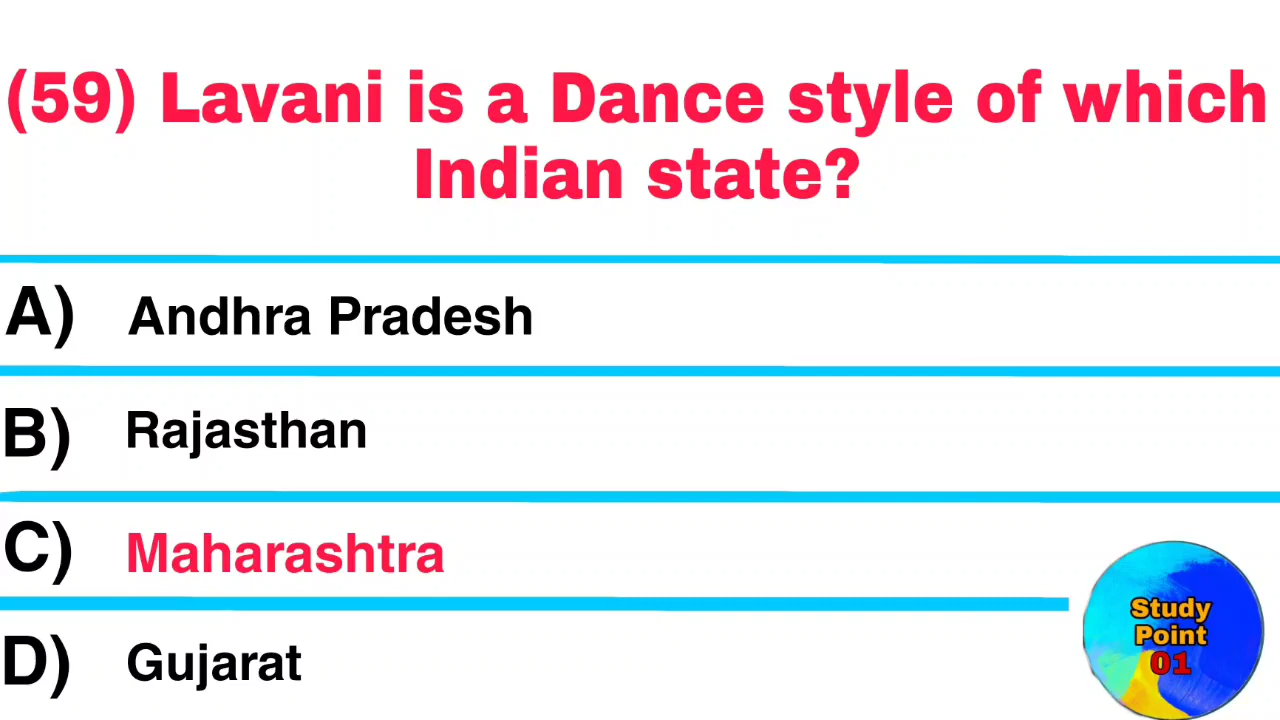 (59) Lavani is a Dance style of which
Indian state?
A) Andhra Pradesh
B) Rajasthan
C) Maharashtra
D) Gujarat
Study
Point
01